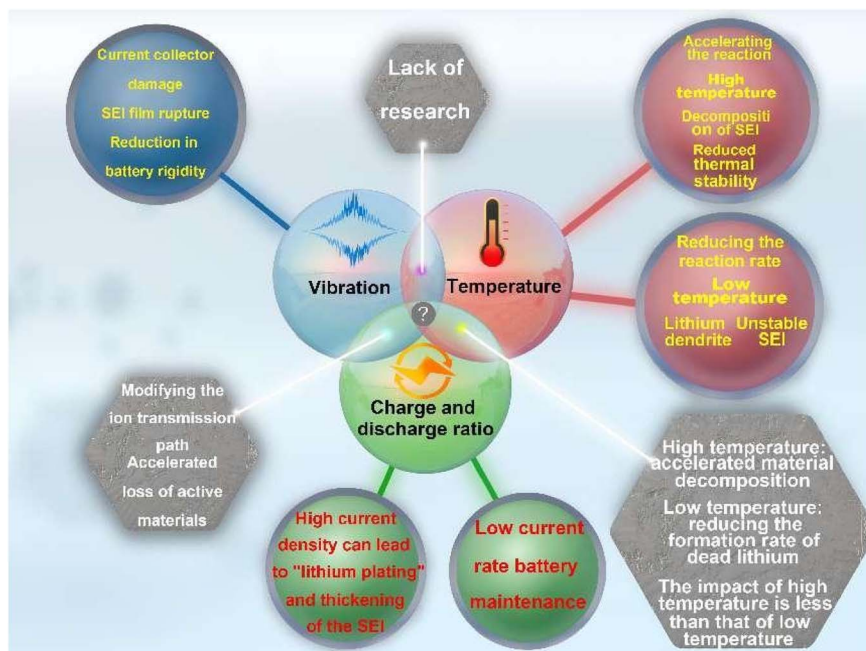 Current collector
damage
SEI film rupture
Reduction in
battery rigidity
Lack of
research
Accelerating
the reaction
High
temperature
Decompositi
on of SEI
Reduced
thermal
stability
Vibration
Temperature
Reducing the
reaction rate
Low
temperature
Lithium Unstable
dendrite SEI
?
Charge and
discharge ratio
Modifying the
ion transmission
path
Accelerated
loss of active
materials
High temperature:
accelerated material
decomposition
Low temperature:
reducing the
formation rate of
dead lithium
The impact of high
temperature is less
than that of low
temperature
High current
density can lead
to "lithium plating"
and thickening
of the SEI
Low current
rate battery
maintenance